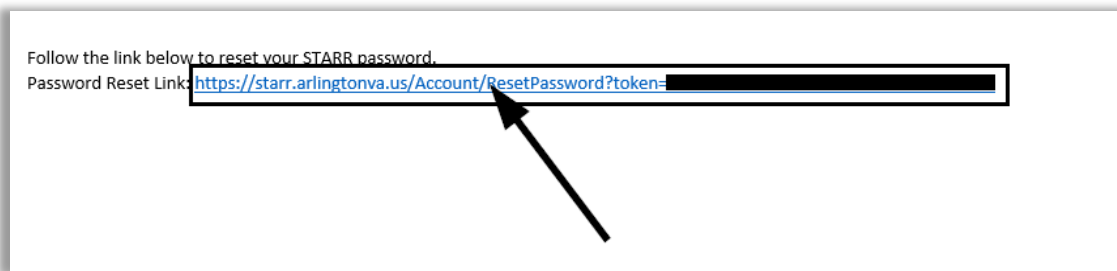 Follow the link below to reset your STARR password.
Password Reset Link: https://starr.arlingtonva.us/Account/ResetPassword?token=